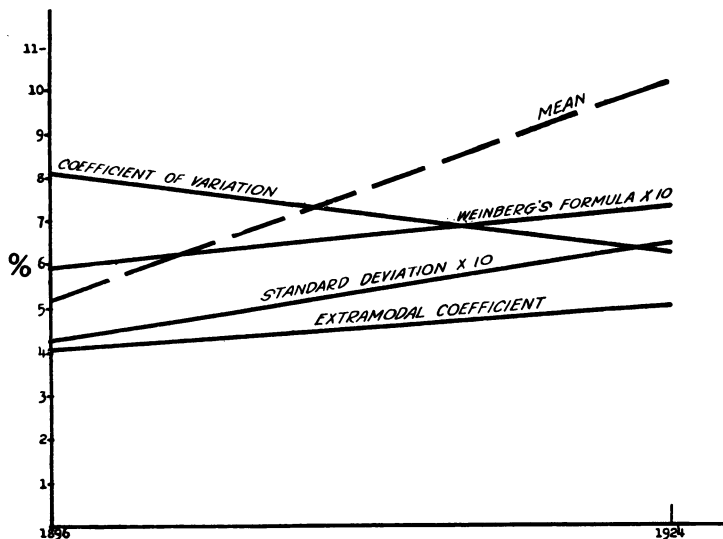 11
10
MEAN
9
COEFFICIENT OF VARIATION
8
WEINBERG'S FORMULA X 10
7
%
6
STANDARD DEVIATION X 10
5
EXTRAMODAL COEFFICIENT
4
3
2
1
1896
1924